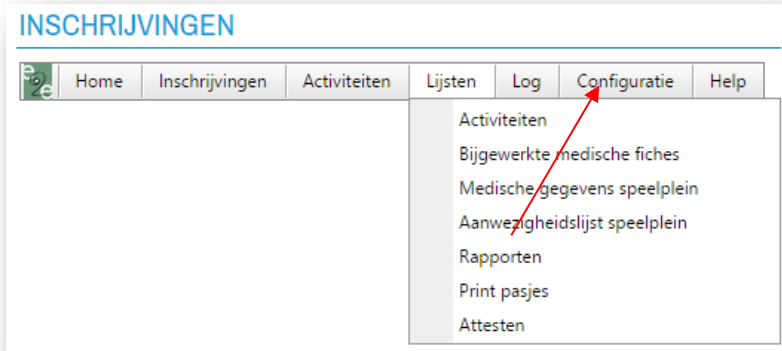 INSCHRIJVINGEN
e2e Home Inschrijvingen Activiteiten Lijsten Log Configuratie Help
Activiteiten
Bijgewerkte medische fiches
Medische gegevens speelplein
Aanwezigheidslijst speelplein
Rapporten
Print pasjes
Attesten